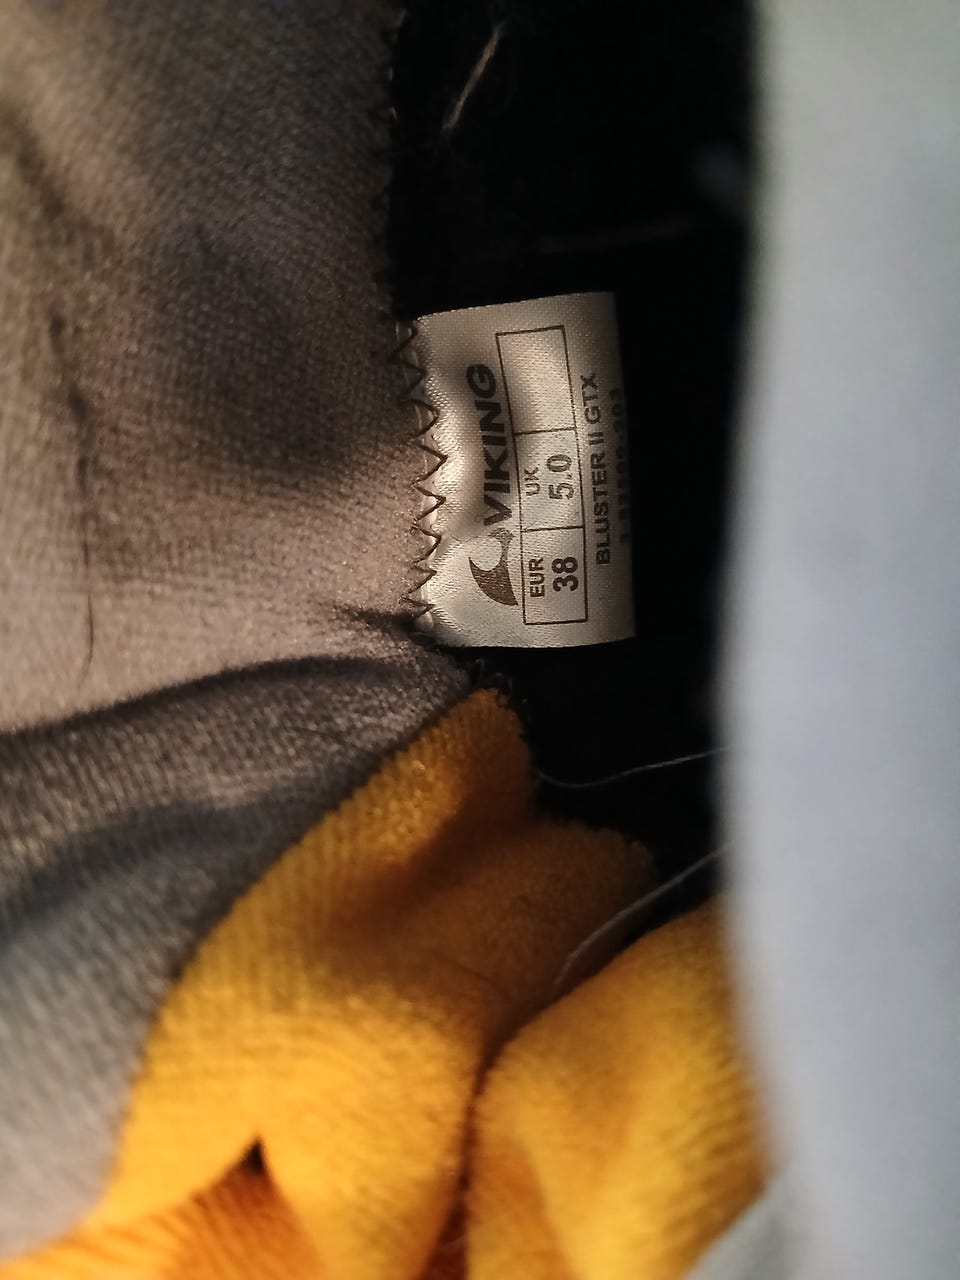 VIKING
EUR UK
38 5.0
BLUSTER II GTX